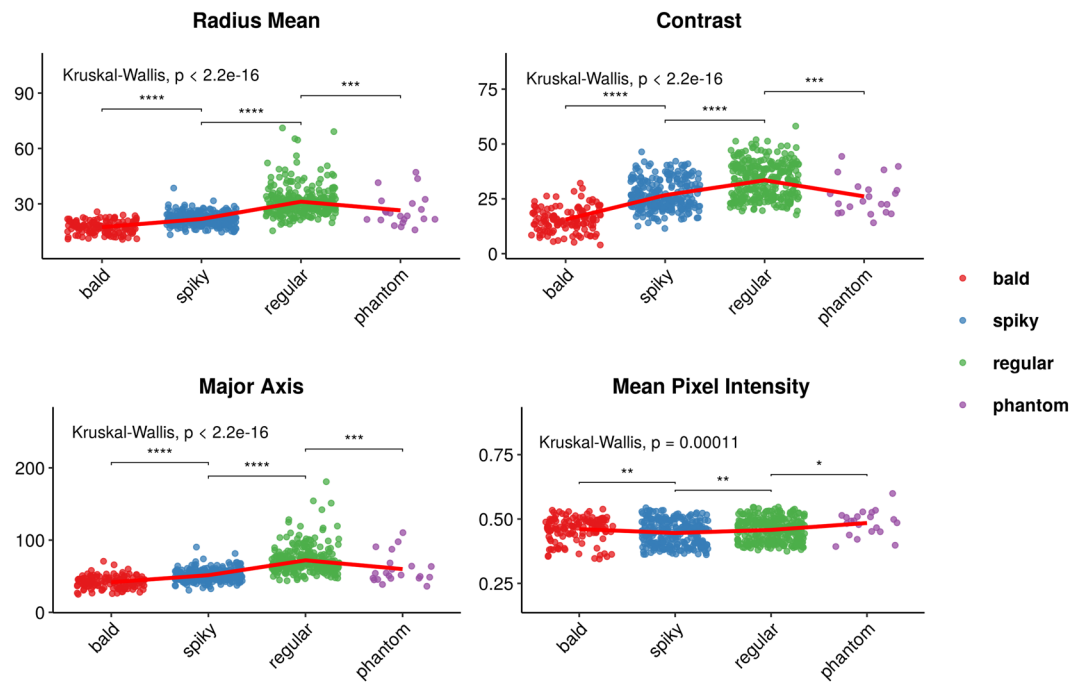 Radius Mean
Kruskal-Wallis, p < 2.2e-16
****
****
***
90
60
30
bald
spiky
regular
phantom
Contrast
Kruskal-Wallis, p < 2.2e-16
****
****
***
75
50
25
0
bald
spiky
regular
phantom
Major Axis
Kruskal-Wallis, p < 2.2e-16
****
****
***
200
100
0
bald
spiky
regular
phantom
Mean Pixel Intensity
Kruskal-Wallis, p = 0.00011
**
**
*
0.75
0.50
0.25
bald
spiky
regular
phantom
bald
spiky
regular
phantom